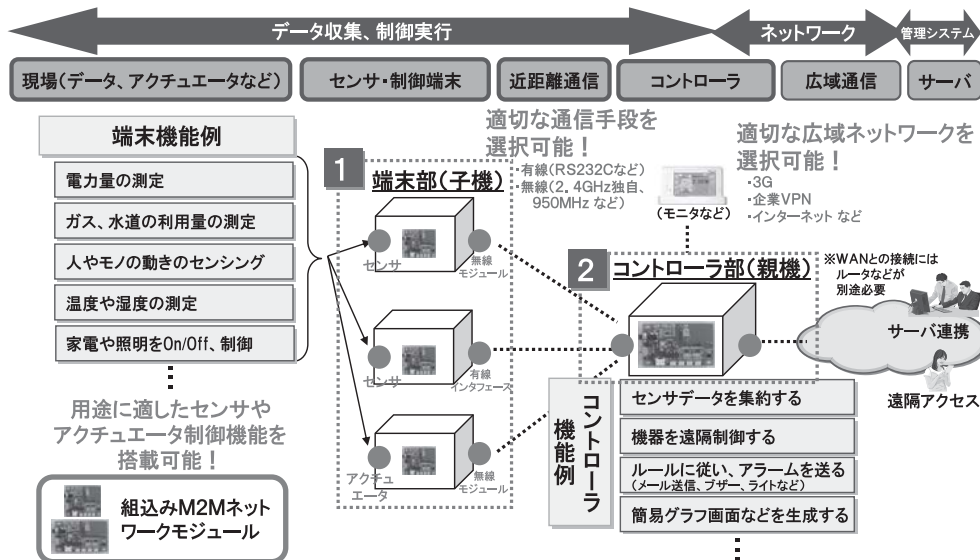 データ収集、制御実行
ネットワーク
管理システム
現場(データ、アクチュエータなど)
センサ・制御端末
近距離通信
コントローラ
広域通信
サーバ
端末機能例
電力量の測定
ガス、水道の利用量の測定
人やモノの動きのセンシング
温度や湿度の測定
家電や照明をOn/Off、制御
用途に適したセンサや
アクチュエータ制御機能を
搭載可能!
組込みM2Mネット
ワークモジュール
1
端末部(子機)
センサ
無線
モジュール
センサ
有線
インタフェース
アクチュ
エータ
無線
モジュール
適切な通信手段を
選択可能!
・有線(RS232Cなど)
・無線(2.4GHz独自、
950MHz など)
(モニタなど)
適切な広域ネットワークを
選択可能!
・3G
・企業VPN
・インターネット など
2
コントローラ部(親機)
※WANとの接続には
ルータなどが
別途必要
サーバ連携
遠隔アクセス
コントローラ
機能例
センサデータを集約する
機器を遠隔制御する
ルールに従い、アラームを送る
(メール送信、ブザー、ライトなど)
簡易グラフ画面などを生成する